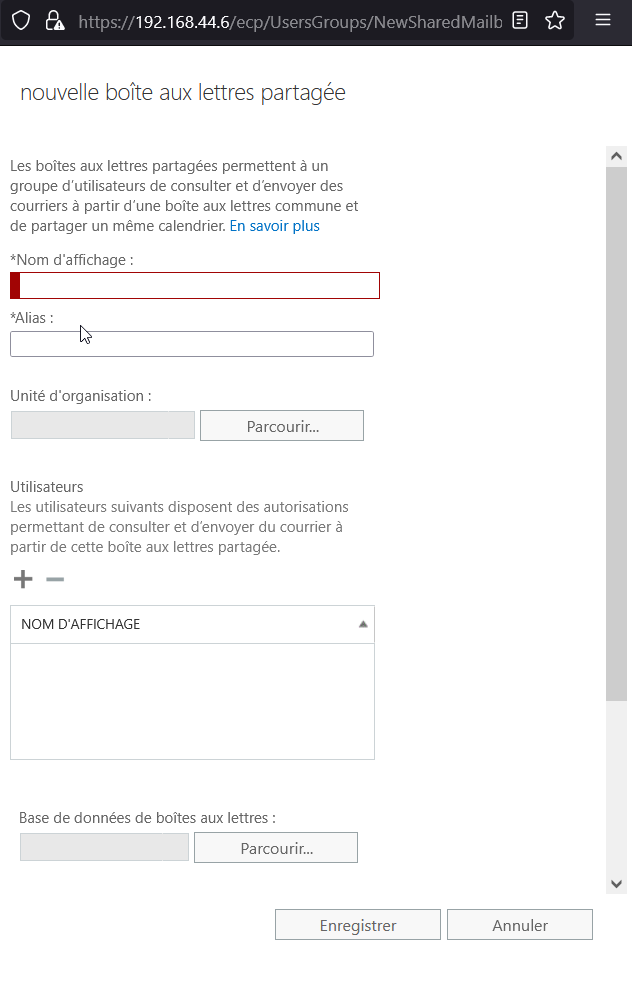 https://192.168.44.6/ecp/UsersGroups/NewSharedMailb
nouvelle boîte aux lettres partagée
Les boîtes aux lettres partagées permettent à un
groupe d'utilisateurs de consulter et d'envoyer des
courriers à partir d'une boîte aux lettres commune et
de partager un même calendrier. En savoir plus
*Nom d'affichage :
*Alias :
Unité d'organisation :
Parcourir...
Utilisateurs
Les utilisateurs suivants disposent des autorisations
permettant de consulter et d'envoyer du courrier à
partir de cette boîte aux lettres partagée.
NOM D'AFFICHAGE
Base de données de boîtes aux lettres :
Parcourir...
Enregistrer Annuler